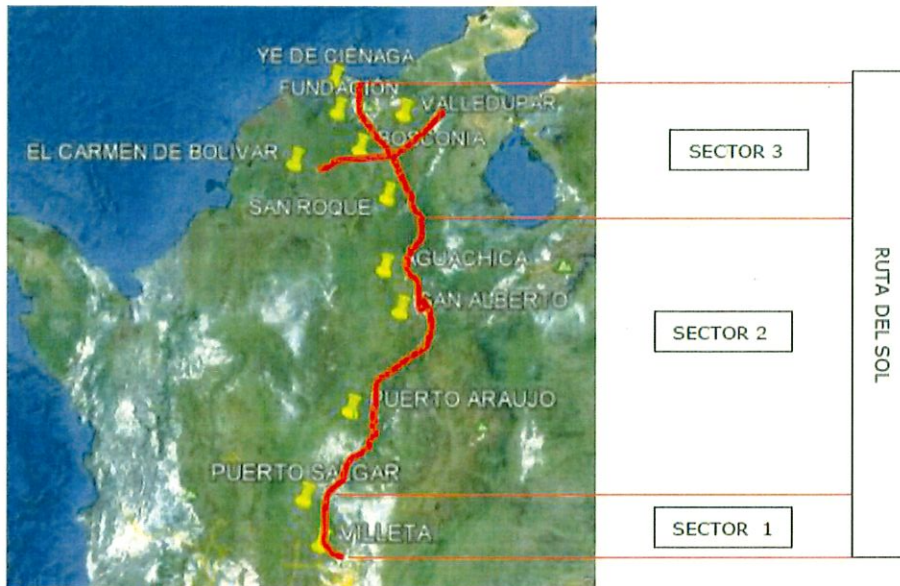 YE DE CIÉNAGA
FUNDACIÓN
VALLEDUPAR
BOSCONIA
EL CARMEN DE BOLIVAR
SAN ROQUE
AGUACHICA
SAN ALBERTO
PUERTO ARAUJO
PUERTO SALGAR
VILLETA
SECTOR 3
SECTOR 2
SECTOR 1
RUTA DEL SOL